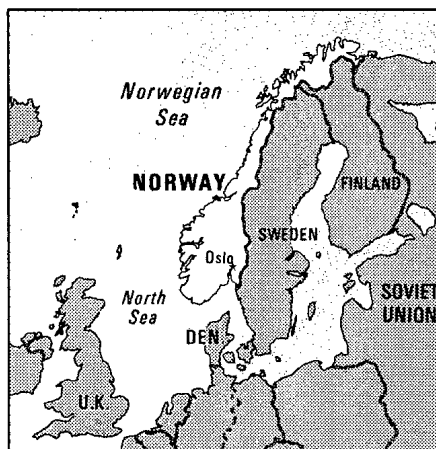 Norwegian
Sea
NORWAY
FINLAND
Oslo
SWEDEN
North
Sea
SOVIET
UNION
DEN.
U.K.